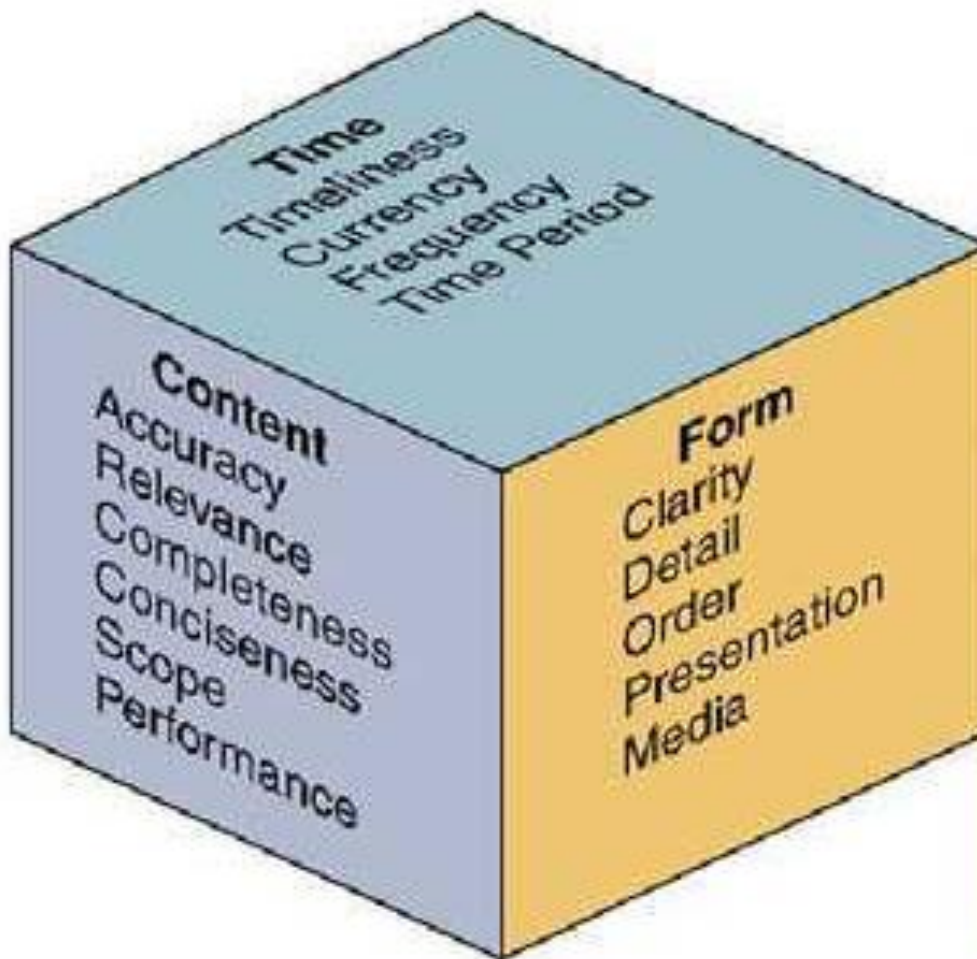 Time
Timeliness
Currency
Frequency
Time Period
Content
Accuracy
Relevance
Completeness
Conciseness
Scope
Performance
Form
Clarity
Detail
Order
Presentation
Media